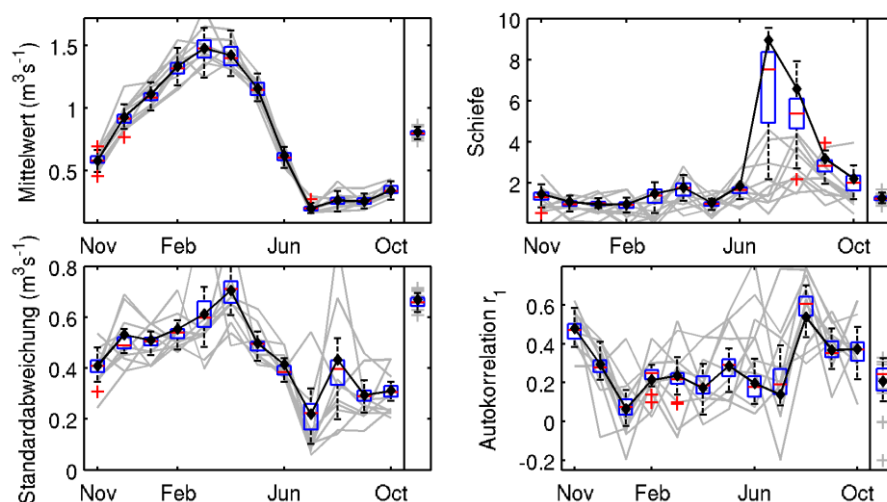 Mittelwert (m³s⁻¹)
1.5
1
0.5
Nov
Feb
Jun
Oct
Schiefe
10
8
6
4
2
Nov
Feb
Jun
Oct
Standardabweichung (m³s⁻¹)
0.8
0.6
0.4
0.2
0
Nov
Feb
Jun
Oct
Autokorrelation r₁
0.6
0.4
0.2
0
-0.2
Nov
Feb
Jun
Oct